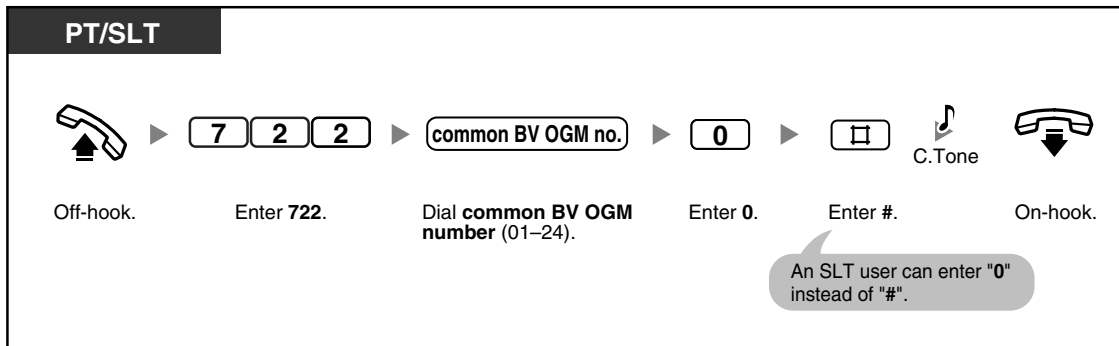 PT/SLT
7 2 2
common BV OGM no.
0
#
C.Tone
Off-hook.
Enter 722.
Dial common BV OGM
number (01–24).
Enter 0.
Enter #.
On-hook.
An SLT user can enter "0"
instead of "#".